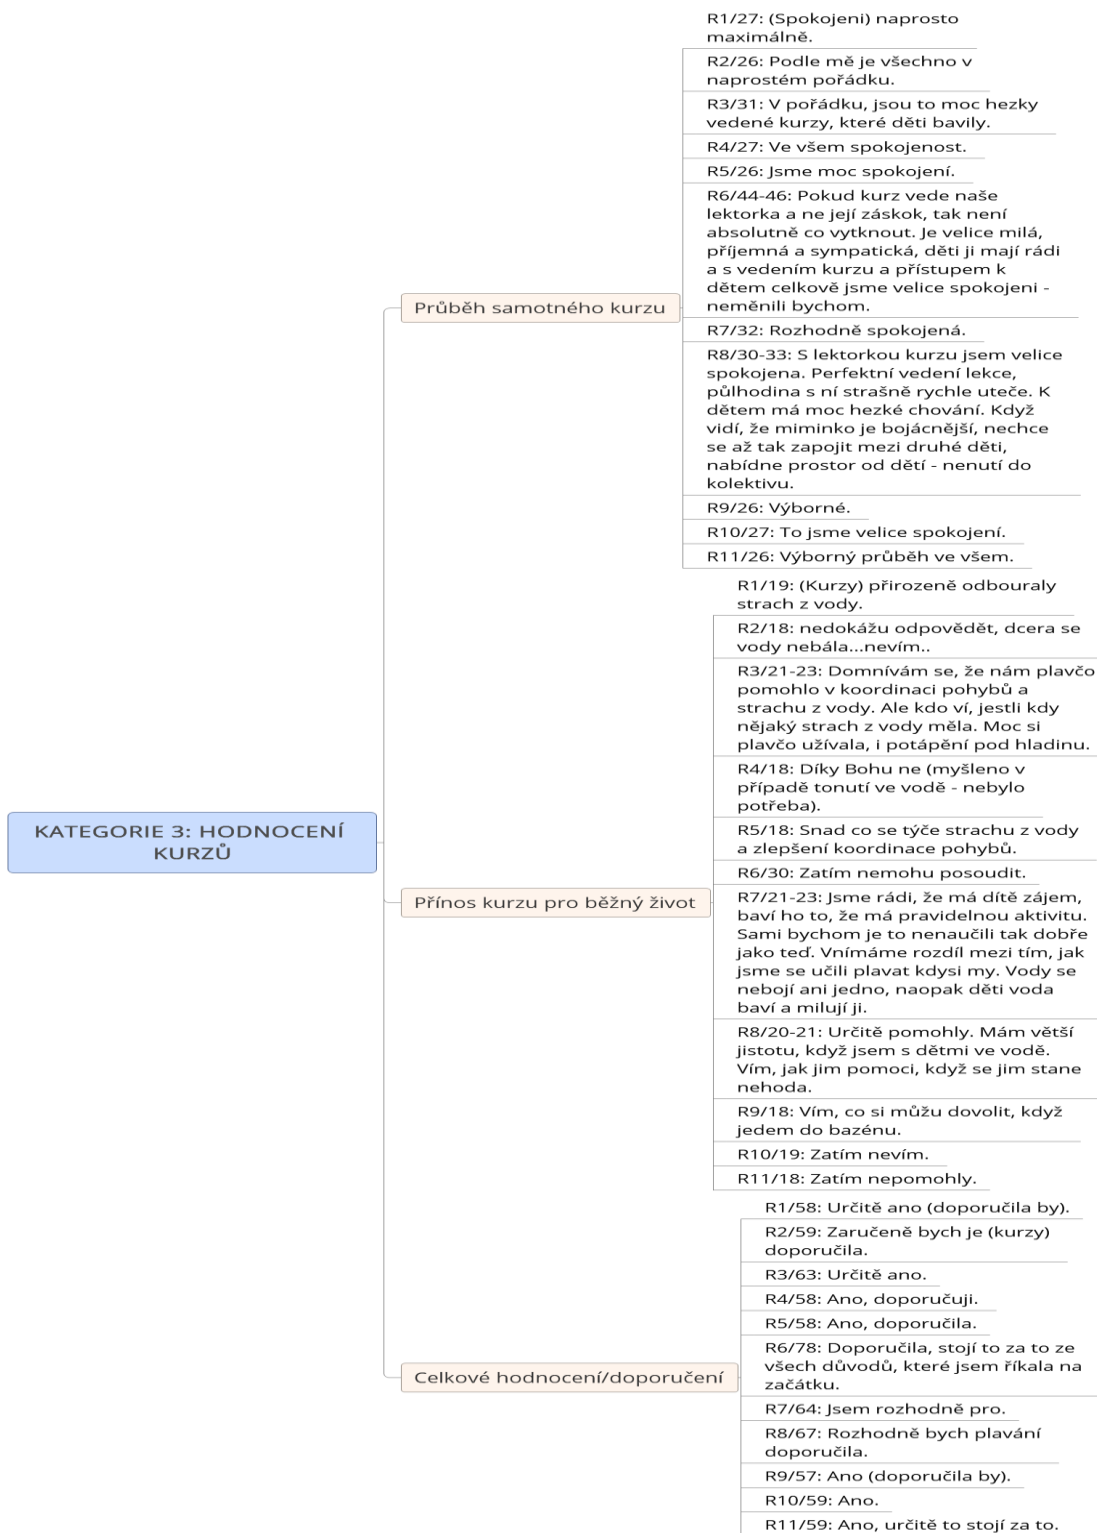 R1/27: (Spokojeni) naprosto
maximálně.
R2/26: Podle mě je všechno v
naprostém pořádku.
R3/31: V pořádku, jsou to moc hezky
vedené kurzy, které děti bavily.
R4/27: Ve všem spokojenost.
R5/26: Jsme moc spokojení.
R6/44-46: Pokud kurz vede naše
lektorka a ne její záskok, tak není
absolutně co vytknout. Je velice milá,
příjemná a sympatická, děti ji mají rádi
a s vedením kurzu a přístupem k
dětem celkově jsme velice spokojeni -
neměnili bychom.
Průběh samotného kurzu
R7/32: Rozhodně spokojená.
R8/30-33: S lektorkou kurzu jsem velice
spokojena. Perfektní vedení lekce,
půlhodina s ní strašně rychle uteče. K
dětem má moc hezké chování. Když
vidí, že miminko je bojácnější, nechce
se až tak zapojit mezi druhé děti,
nabídne prostor od dětí - nenutí do
kolektivu.
R9/26: Výborné.
R10/27: To jsme velice spokojení.
R11/26: Výborný průběh ve všem.
R1/19: (Kurzy) přirozeně odbouraly
strach z vody.
R2/18: nedokážu odpovědět, dcera se
vody nebála...nevím..
R3/21-23: Domnívám se, že nám plavčo
pomohlo v koordinaci pohybů a
strachu z vody. Ale kdo ví, jestli kdy
nějaký strach z vody měla. Moc si
plavčo užívala, i potápění pod hladinu.
R4/18: Díky Bohu ne (myšleno v
případě tonutí ve vodě - nebylo
potřeba).
KATEGORIE 3: HODNOCENÍ
KURZŮ
R5/18: Snad co se týče strachu z vody
a zlepšení koordinace pohybů.
R6/30: Zatím nemohu posoudit.
Přínos kurzu pro běžný život
R7/21-23: Jsme rádi, že má dítě zájem,
baví ho to, že má pravidelnou aktivitu.
Sami bychom je to nenaučili tak dobře
jako teď. Vnímáme rozdíl mezi tím, jak
jsme se učili plavat kdysi my. Vody se
nebojí ani jedno, naopak děti voda
baví a milují ji.
R8/20-21: Určitě pomohly. Mám větší
jistotu, když jsem s dětmi ve vodě.
Vím, jak jim pomoci, když se jim stane
nehoda.
R9/18: Vím, co si můžu dovolit, když
jedem do bazénu.
R10/19: Zatím nevím.
R11/18: Zatím nepomohly.
R1/58: Určitě ano (doporučila by).
R2/59: Zaručeně bych je (kurzy)
doporučila.
R3/63: Určitě ano.
R4/58: Ano, doporučuji.
R5/58: Ano, doporučila.
R6/78: Doporučila, stojí to za to ze
všech důvodů, které jsem říkala na
začátku.
Celkové hodnocení/doporučení
R7/64: Jsem rozhodně pro.
R8/67: Rozhodně bych plavání
doporučila.
R9/57: Ano (doporučila by).
R10/59: Ano.
R11/59: Ano, určitě to stojí za to.